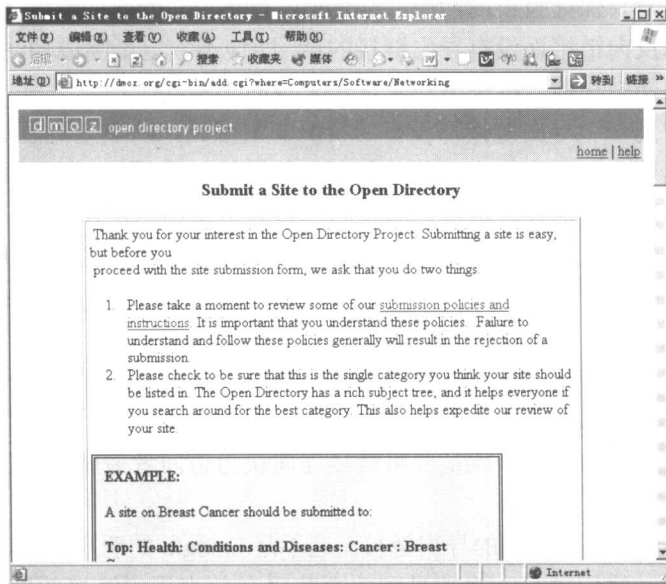 Submit a Site to the Open Directory - Microsoft Internet Explorer
文件(F) 编辑(E) 查看(V) 收藏(A) 工具(T) 帮助(H)
后退 搜索 收藏夹 媒体
地址(D) http://dmoz.org/cgi-bin/add.cgi?where=Computers/Software/Networking 转到 链接 »
dmoz open directory project
home | help
Submit a Site to the Open Directory
Thank you for your interest in the Open Directory Project. Submitting a site is easy,
but before you
proceed with the site submission form, we ask that you do two things.
1. Please take a moment to review some of our submission policies and
instructions. It is important that you understand these policies. Failure to
understand and follow these policies generally will result in the rejection of a
submission.
2. Please check to be sure that this is the single category you think your site should
be listed in. The Open Directory has a rich subject tree, and it helps everyone if
you search around for the best category. This also helps expedite our review of
your site.
EXAMPLE:
A site on Breast Cancer should be submitted to:
Top: Health: Conditions and Diseases: Cancer : Breast
Internet